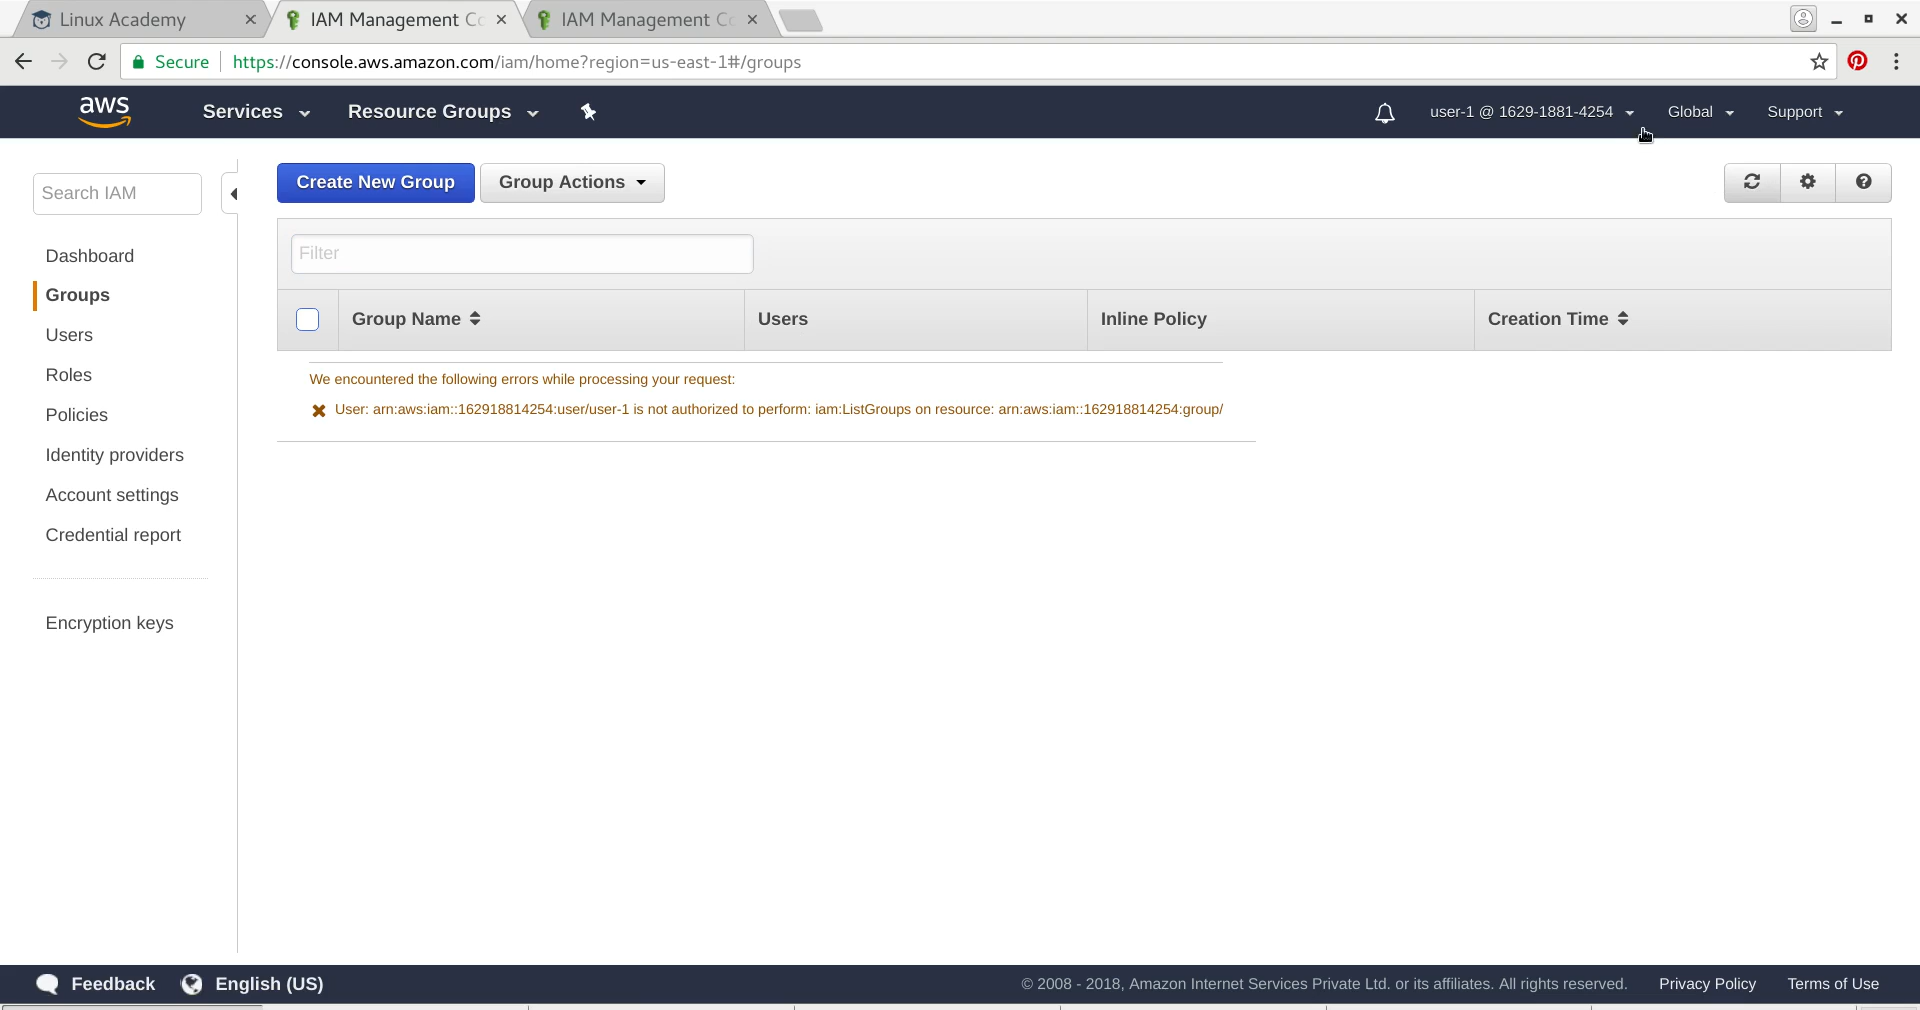 Linux Academy
IAM Management Co
IAM Management Co
Secure
https://console.aws.amazon.com/iam/home?region=us-east-1#/groups
aws
Services
Resource Groups
user-1 @ 1629-1881-4254
Global
Support
Search IAM
Dashboard
Groups
Users
Roles
Policies
Identity providers
Account settings
Credential report
Encryption keys
Create New Group
Group Actions
Filter
Group Name
Users
Inline Policy
Creation Time
We encountered the following errors while processing your request:
User: arn:aws:iam::162918814254:user/user-1 is not authorized to perform: iam:ListGroups on resource: arn:aws:iam::162918814254:group/
Feedback
English (US)
© 2008 - 2018, Amazon Internet Services Private Ltd. or its affiliates. All rights reserved.
Privacy Policy
Terms of Use